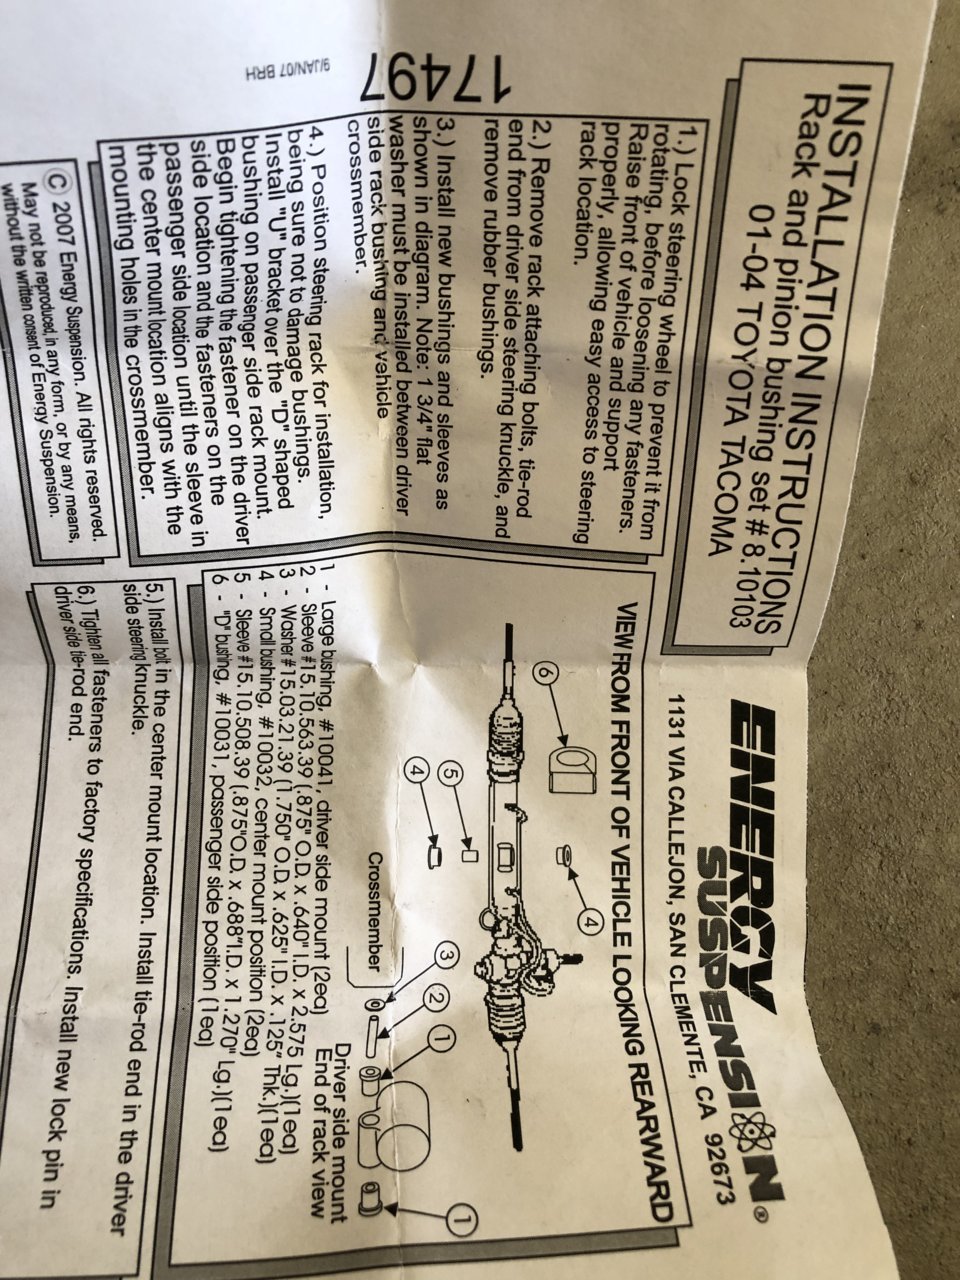 INSTALLATION INSTRUCTIONS
Rack and pinion bushing set # 8.10103
01-04 TOYOTA TACOMA
ENERGY
SUSPENSION®
1131 VIA CALLEJON, SAN CLEMENTE, CA 92673
1.) Lock steering wheel to prevent it from
rotating, before loosening any fasteners.
Raise front of vehicle and support
properly, allowing easy access to steering
rack location.
2.) Remove rack attaching bolts, tie-rod
end from driver side steering knuckle, and
remove rubber bushings.
3.) Install new bushings and sleeves as
shown in diagram. Note: 1 3/4" flat
washer must be installed between driver
side rack bushing and vehicle
crossmember.
4.) Position steering rack for installation,
being sure not to damage bushings.
Install "U" bracket over the "D" shaped
bushing on passenger side rack mount.
Begin tightening the fastener on the driver
side location and the fasteners on the
passenger side location until the sleeve in
the center mount location aligns with the
mounting holes in the crossmember.
17497
9/JAN/07 BRH
© 2007 Energy Suspension. All rights reserved.
May not be reproduced, in any form, or by any means,
without the written consent of Energy Suspension.
VIEW FROM FRONT OF VEHICLE LOOKING REARWARD
6
4
5
4
3
2
1
1
Crossmember
Driver side mount
End of rack view
1 - Large bushing, #10041, driver side mount (2eq)
2 - Sleeve #15.10.563.39 (.875" O.D. x .640" I.D. x 2.575 Lg.)(1eq)
3 - Washer #15.03.21.39 (1.750" O.D. x .625" I.D. x .125" Thk.)(1eq)
4 - Small bushing, #10032, center mount position (2eq)
5 - Sleeve #15.10.508.39 (.875"O.D. x .688"I.D. x 1.270" Lg.)(1eq)
6 - "D" bushing, #10031, passenger side position (1eq)
5.) Install bolt in the center mount location. Install tie-rod end in the driver
side steering knuckle.
6.) Tighten all fasteners to factory specifications. Install new lock pin in
driver side tie-rod end.